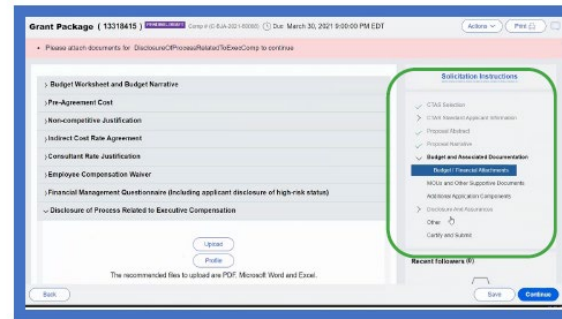 Grant Package ( 13318415 )
Due March 30, 2021 9:00:00 PM EDT
Actions
Print
• Please attach documents for DisclosureOfProcessRelatedToExecComp to continue
Budget Worksheet and Budget Narrative
Pre-Agreement Cost
Non-competitive Justification
Indirect Cost Rate Agreement
Consultant Rate Justification
Employee Compensation Waiver
Financial Management Questionnaire (Including applicant disclosure of high-risk status)
Disclosure of Process Related to Executive Compensation
Upload
Profile
The recommended files to upload are PDF, Microsoft Word and Excel.
Solicitation Instructions
CTAS Selection
CTAS Standard Applicant Information
Proposal Abstract
Proposal Narrative
Budget and Associated Documentation
Budget / Financial Attachments
MOUs and Other Supportive Documents
Additional Application Components
Disclosure And Assurances
Other
Certify and Submit
Recent followers
Back
Save
Continue